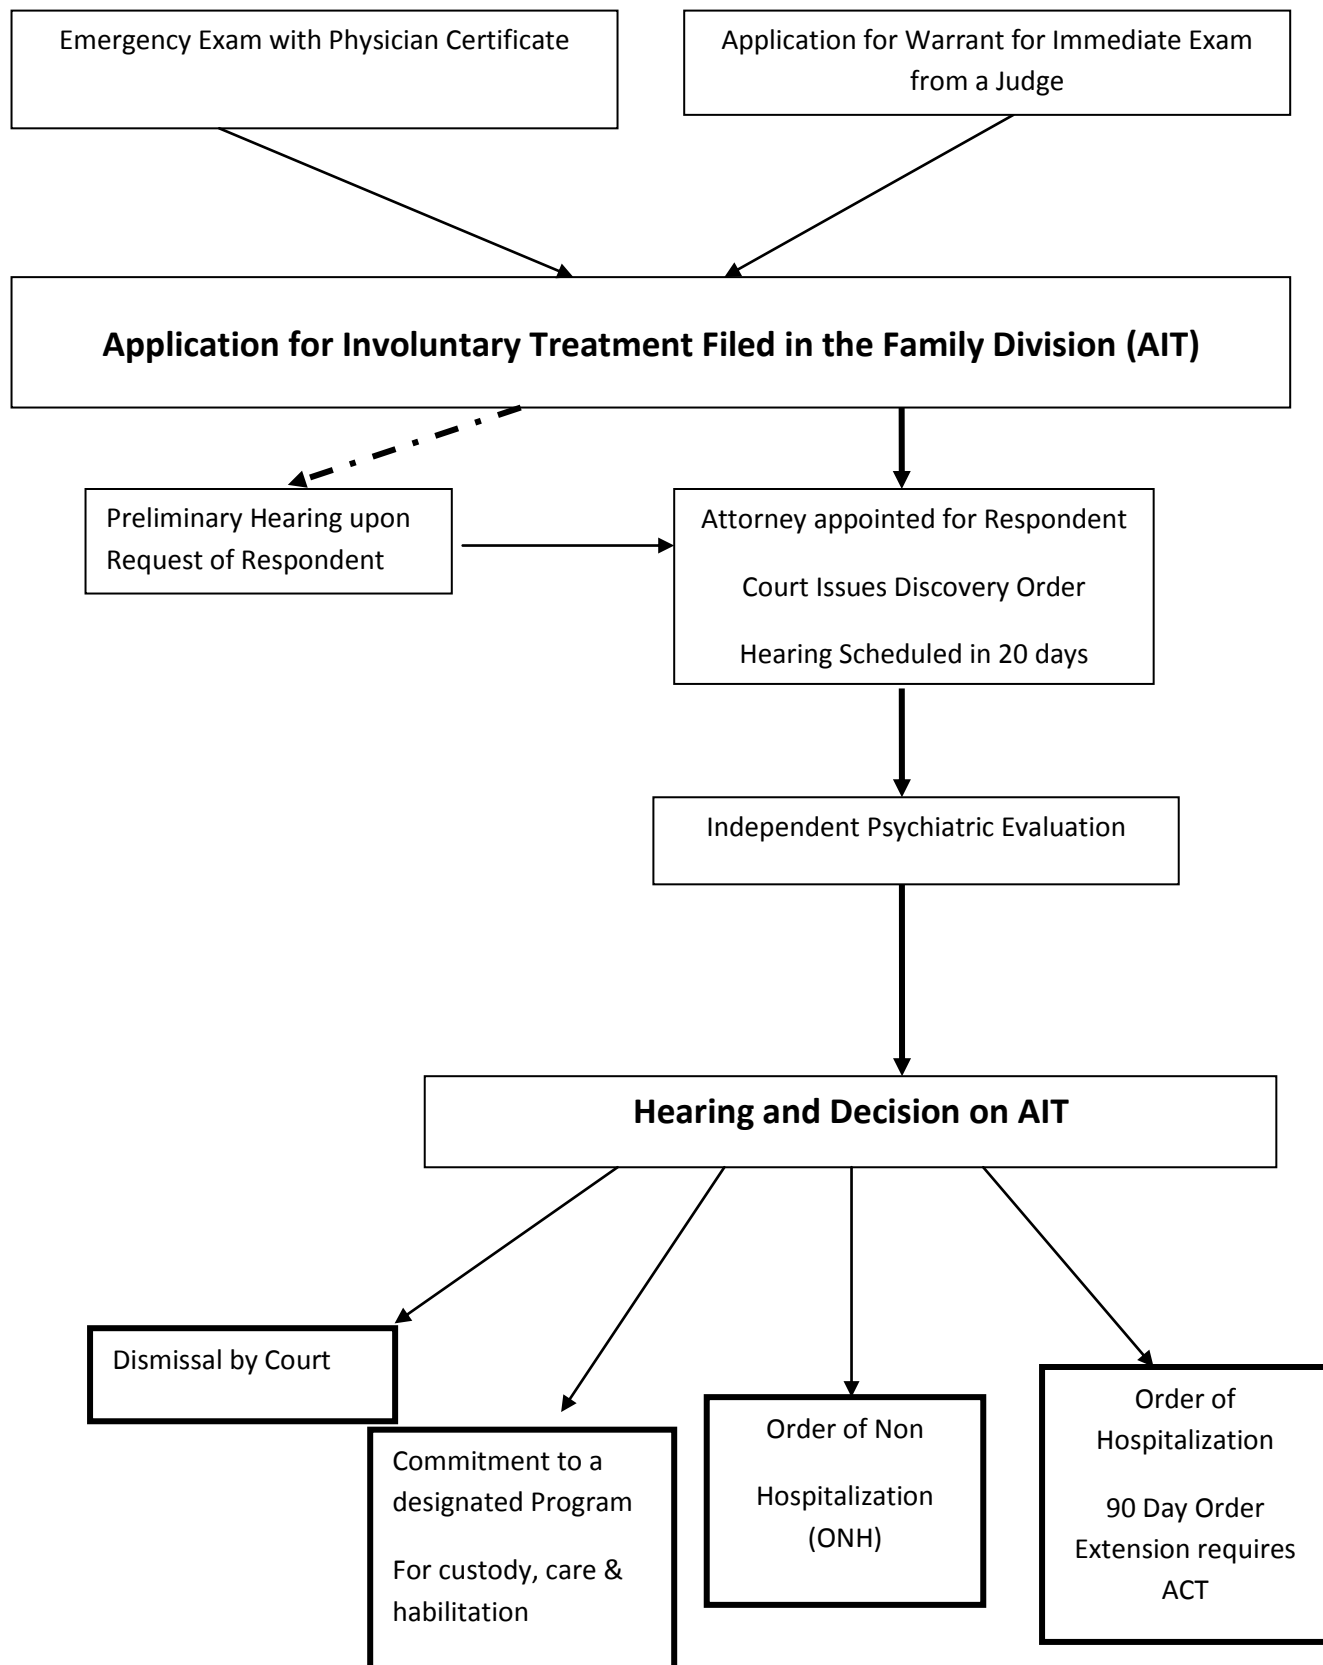 Emergency Exam with Physician Certificate
Application for Warrant for Immediate Exam
from a Judge
Application for Involuntary Treatment Filed in the Family Division (AIT)
Preliminary Hearing upon
Request of Respondent
Attorney appointed for Respondent
Court Issues Discovery Order
Hearing Scheduled in 20 days
Independent Psychiatric Evaluation
Hearing and Decision on AIT
Dismissal by Court
Commitment to a
designated Program
For custody, care &
habilitation
Order of Non
Hospitalization
(ONH)
Order of
Hospitalization
90 Day Order
Extension requires
ACT